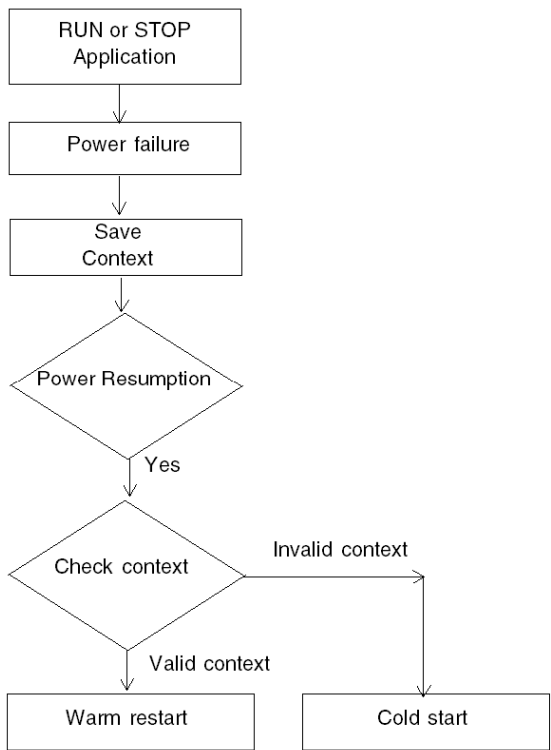 RUN or STOP
Application
Power failure
Save
Context
Power Resumption
Yes
Check context
Invalid context
Valid context
Warm restart
Cold start